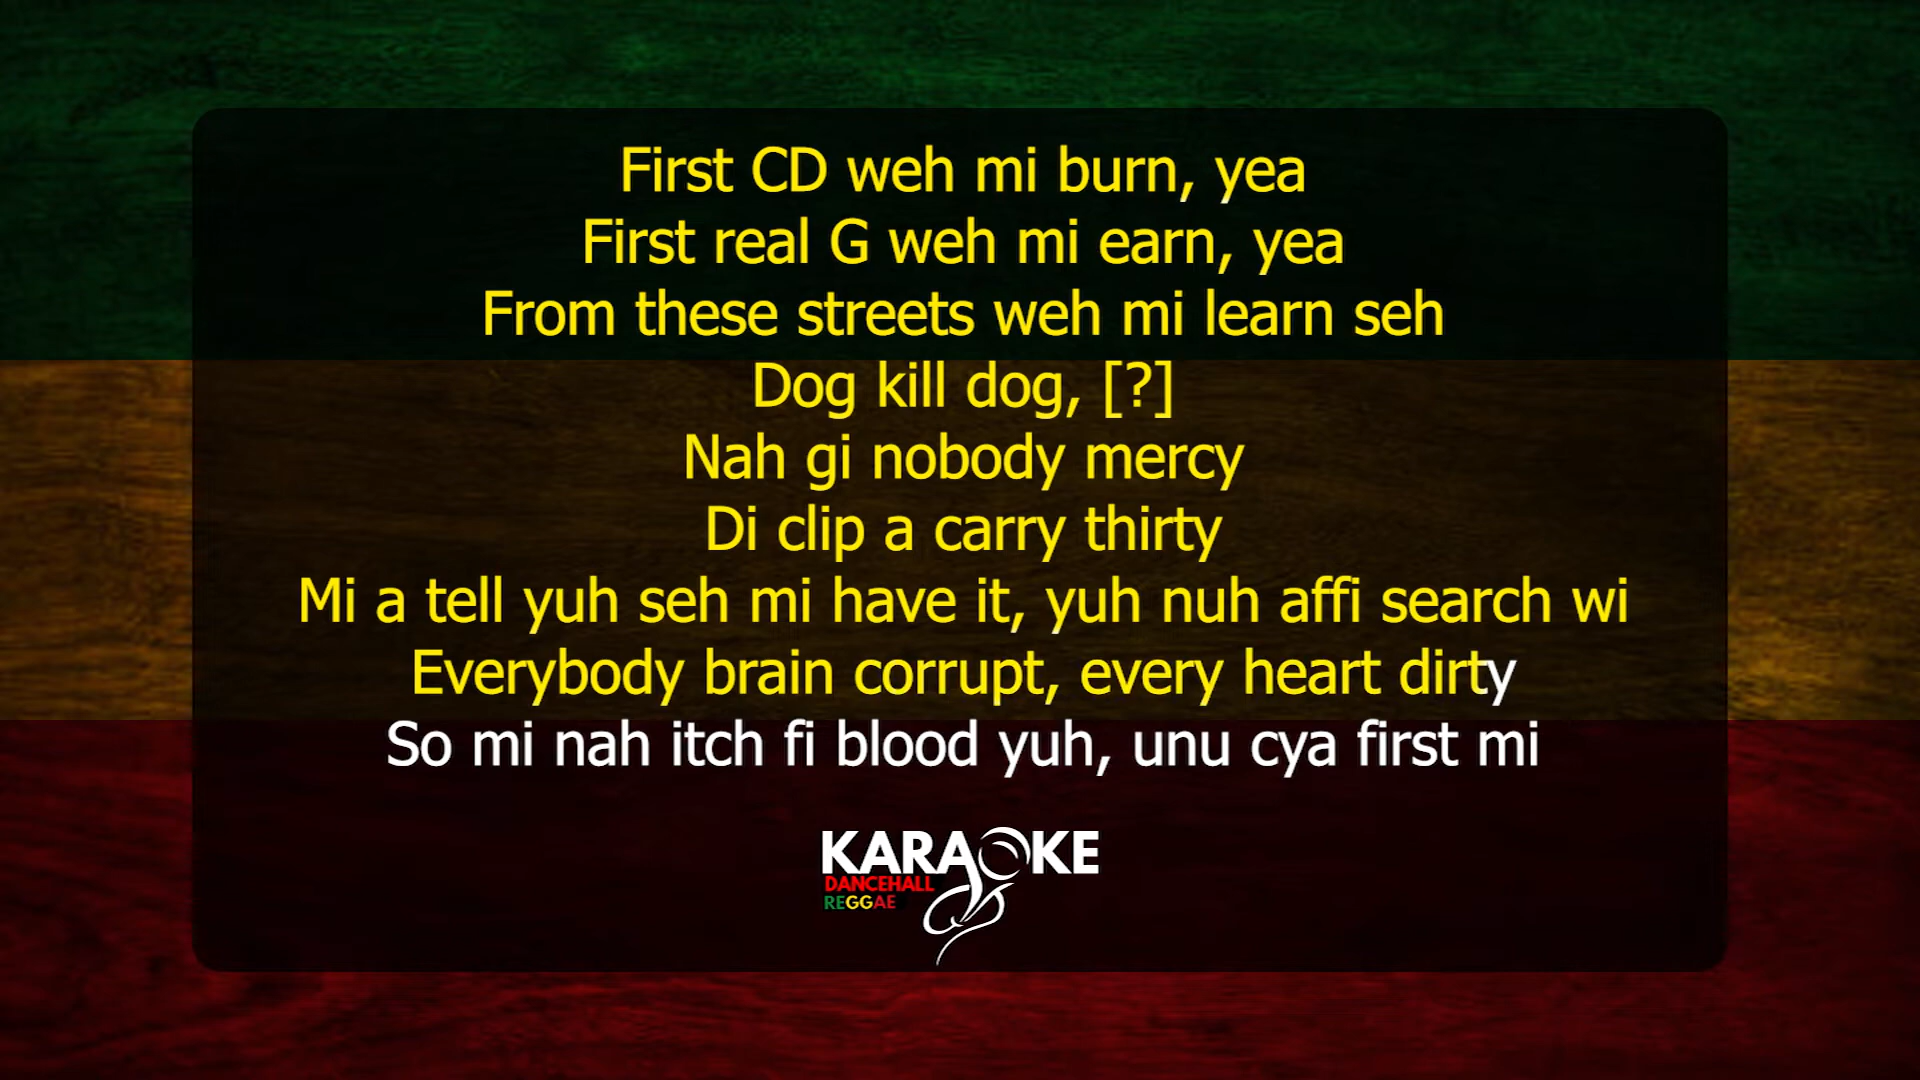 First CD weh mi burn, yea
First real G weh mi earn, yea
From these streets weh mi learn seh
Dog kill dog, [?]
Nah gi nobody mercy
Di clip a carry thirty
Mi a tell yuh seh mi have it, yuh nuh affi search wi
Everybody brain corrupt, every heart dirty
So mi nah itch fi blood yuh, unu cya first mi
KARAOKE
DANCEHALL
REGGAE